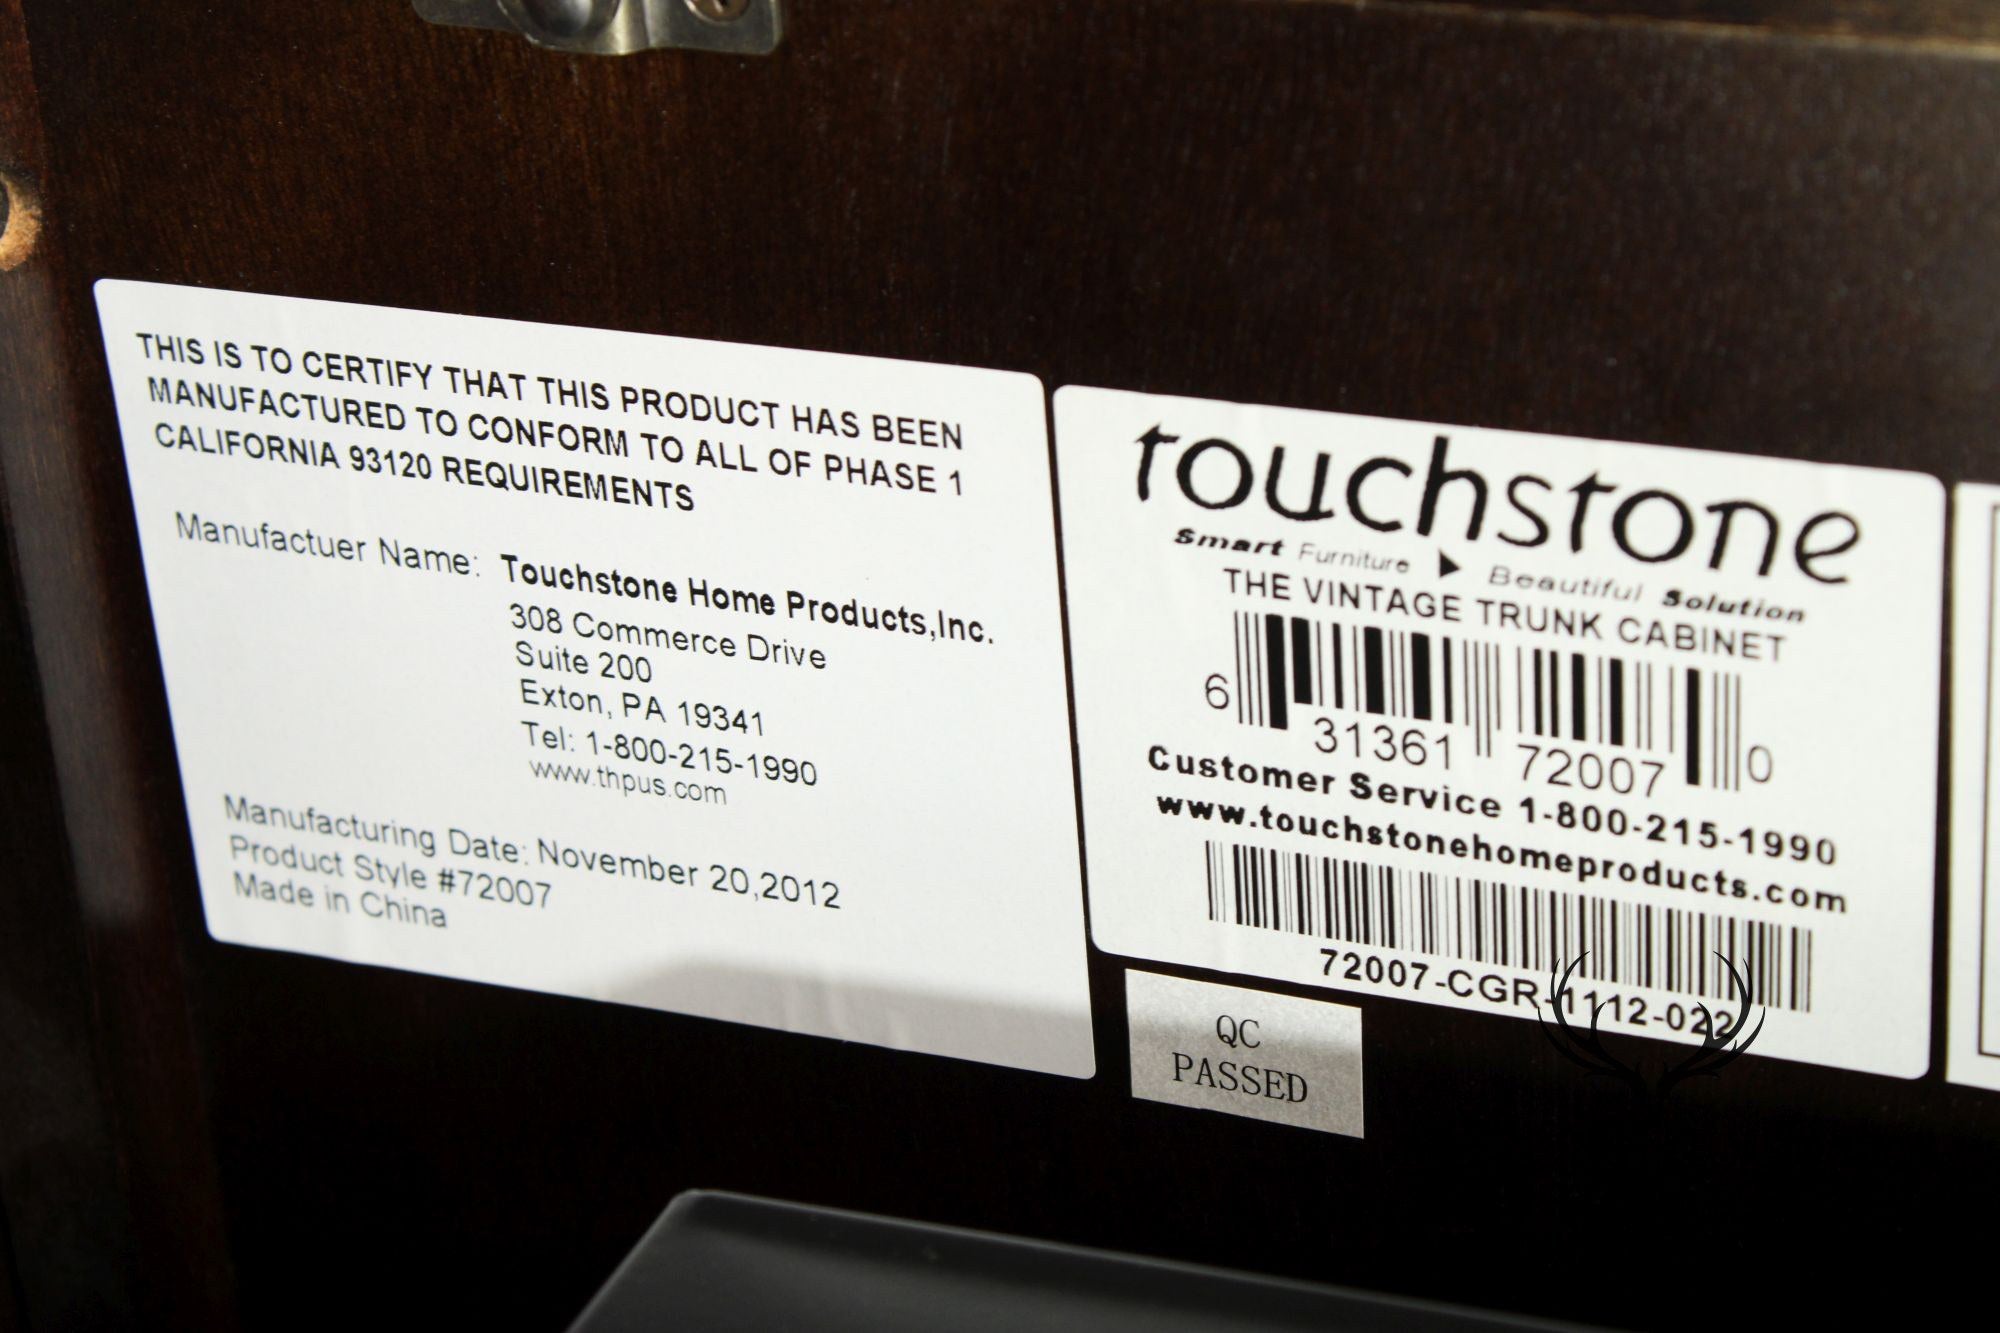 THIS IS TO CERTIFY THAT THIS PRODUCT HAS BEEN
MANUFACTURED TO CONFORM TO ALL OF PHASE 1
CALIFORNIA 93120 REQUIREMENTS
Manufactuer Name: Touchstone Home Products,Inc.
308 Commerce Drive
Suite 200
Exton, PA 19341
Tel: 1-800-215-1990
www.thpus.com
Manufacturing Date: November 20,2012
Product Style #72007
Made in China
touchstone
Smart Furniture Beautiful Solution
THE VINTAGE TRUNK CABINET
6 31361 72007 0
Customer Service 1-800-215-1990
www.touchstonehomeproducts.com
72007-CGR-1112-022
QC
PASSED